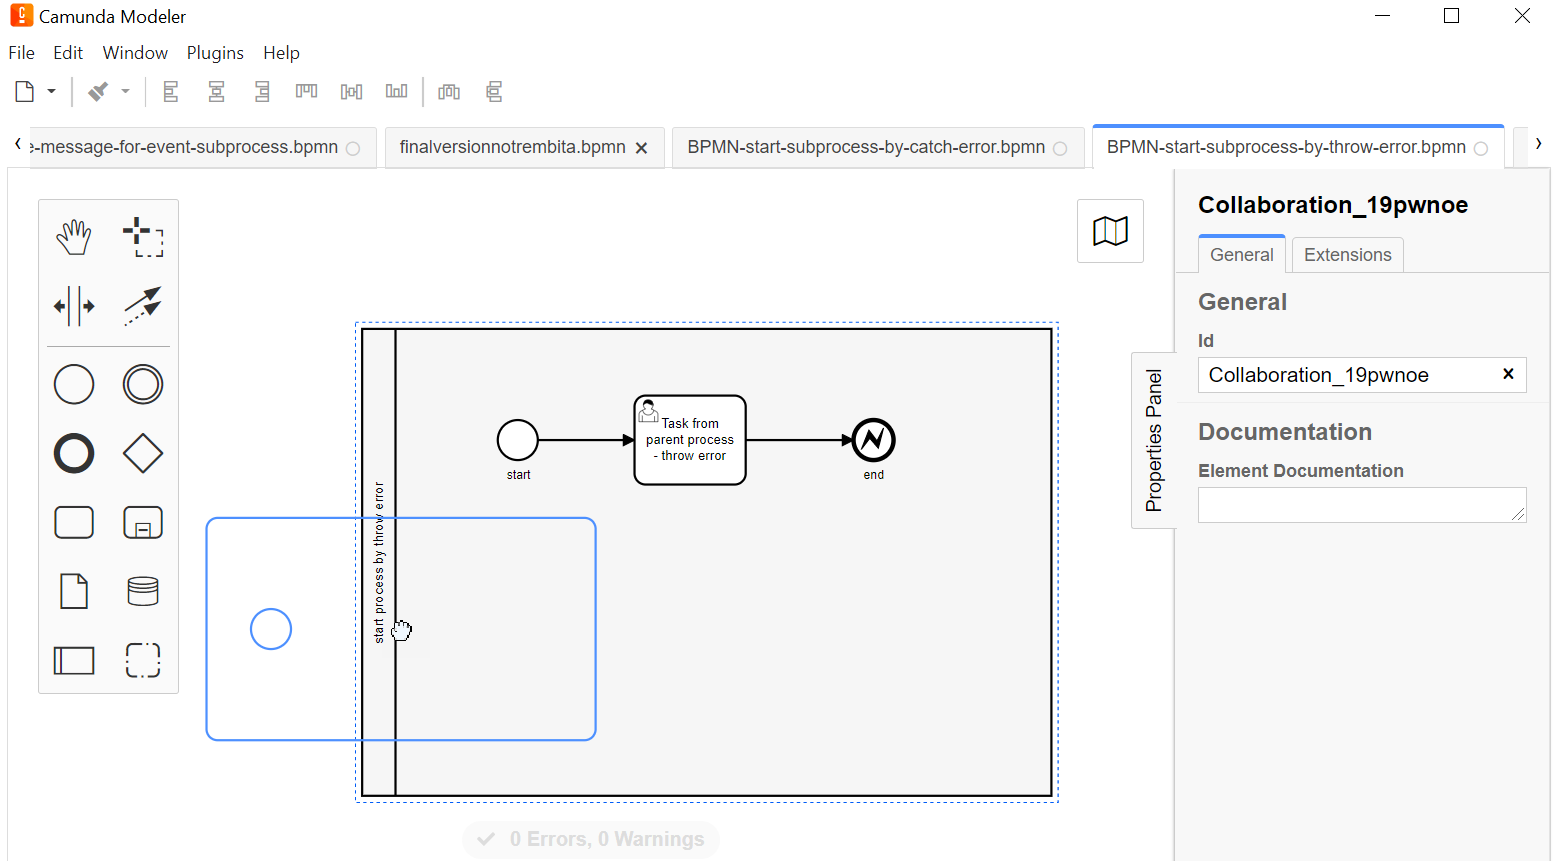 Camunda Modeler
File Edit Window Plugins Help
e-message-for-event-subprocess.bpmn
finalversionnotrembita.bpmn
BPMN-start-subprocess-by-catch-error.bpmn
BPMN-start-subprocess-by-throw-error.bpmn
start process by throw error
start
Task from
parent process
- throw error
end
0 Errors, 0 Warnings
Properties Panel
Collaboration_19pwnoe
General
Extensions
General
Id
Collaboration_19pwnoe
Documentation
Element Documentation